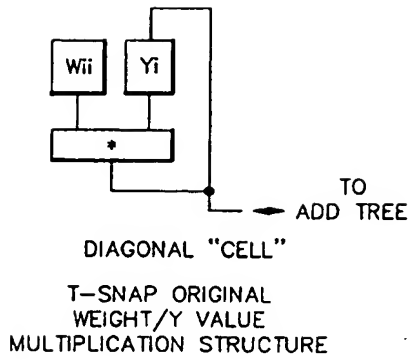 Wii Yi
*
TO
ADD TREE
DIAGONAL "CELL"
T-SNAP ORIGINAL
WEIGHT/Y VALUE
MULTIPLICATION STRUCTURE